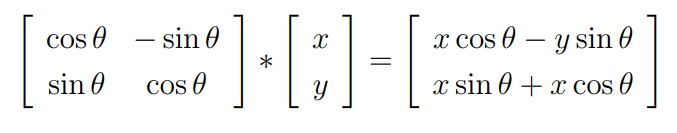 [ cos θ  − sin θ ]   [ x ]   [ x cos θ − y sin θ ]
[ sin θ  cos θ ] * [ y ] = [ x sin θ + x cos θ ]